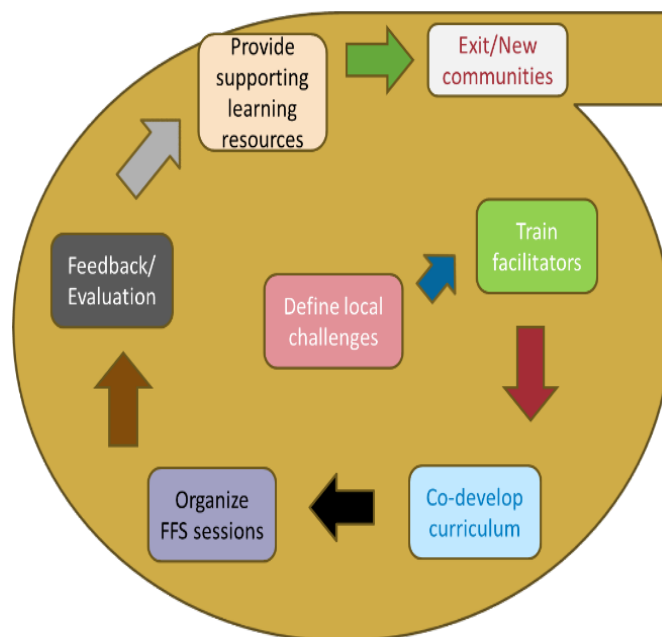 Provide
supporting
learning
resources
Exit/New
communities
Train
facilitators
Feedback/
Evaluation
Define local
challenges
Organize
FFS sessions
Co-develop
curriculum